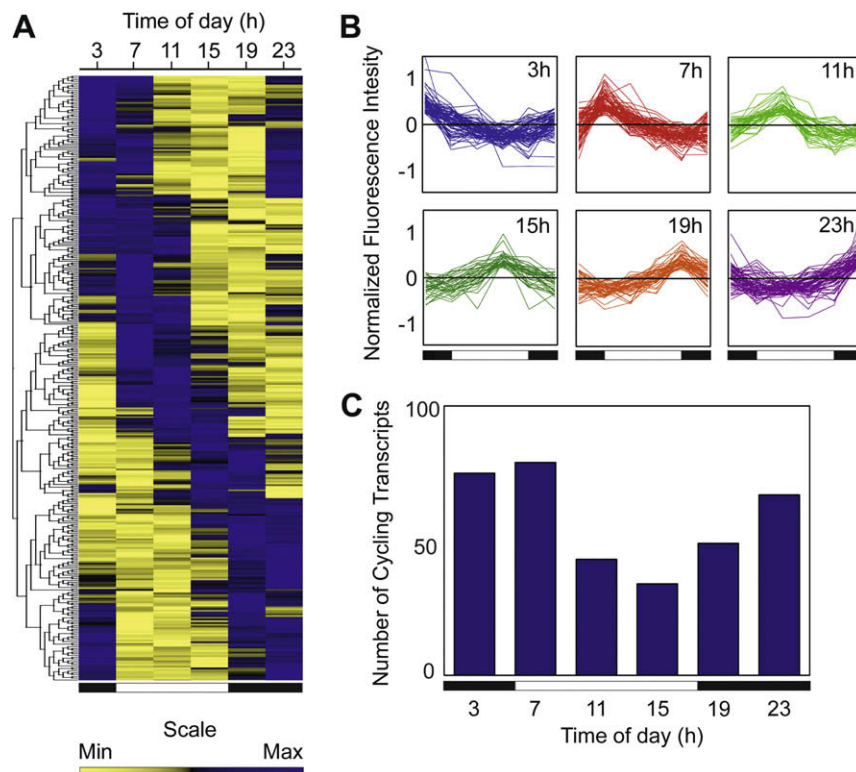 A
Time of day (h)
3 7 11 15 19 23
Scale
Min Max
B
Normalized Fluorescence Intesity
1
0
-1
1
0
-1
3h
7h
11h
15h
19h
23h
C
Number of Cycling Transcripts
100
50
0
3 7 11 15 19 23
Time of day (h)